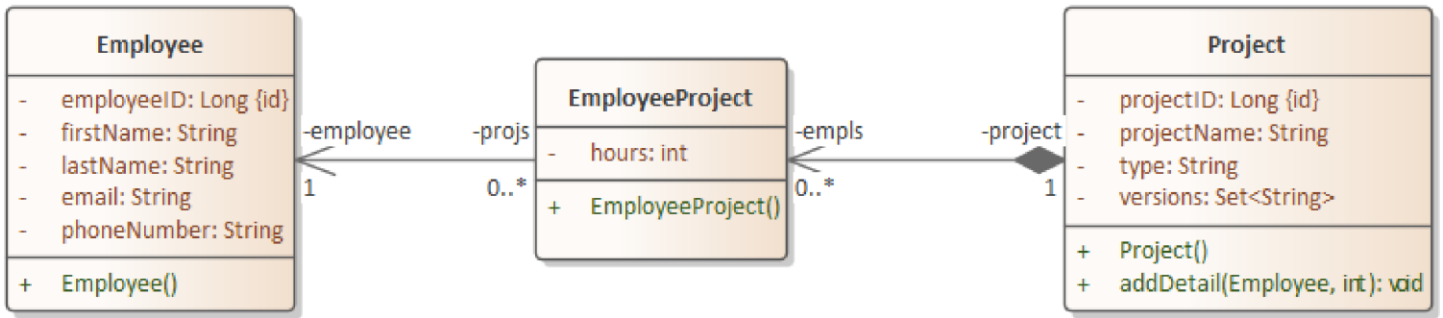 Employee
- employeeID: Long {id}
- firstName: String
- lastName: String
- email: String
- phoneNumber: String
+ Employee()
-employee
1
-projs
0..*
EmployeeProject
- hours: int
+ EmployeeProject()
-empls
0..*
-project
1
Project
- projectID: Long {id}
- projectName: String
- type: String
- versions: Set<String>
+ Project()
+ addDetail(Employee, int): void